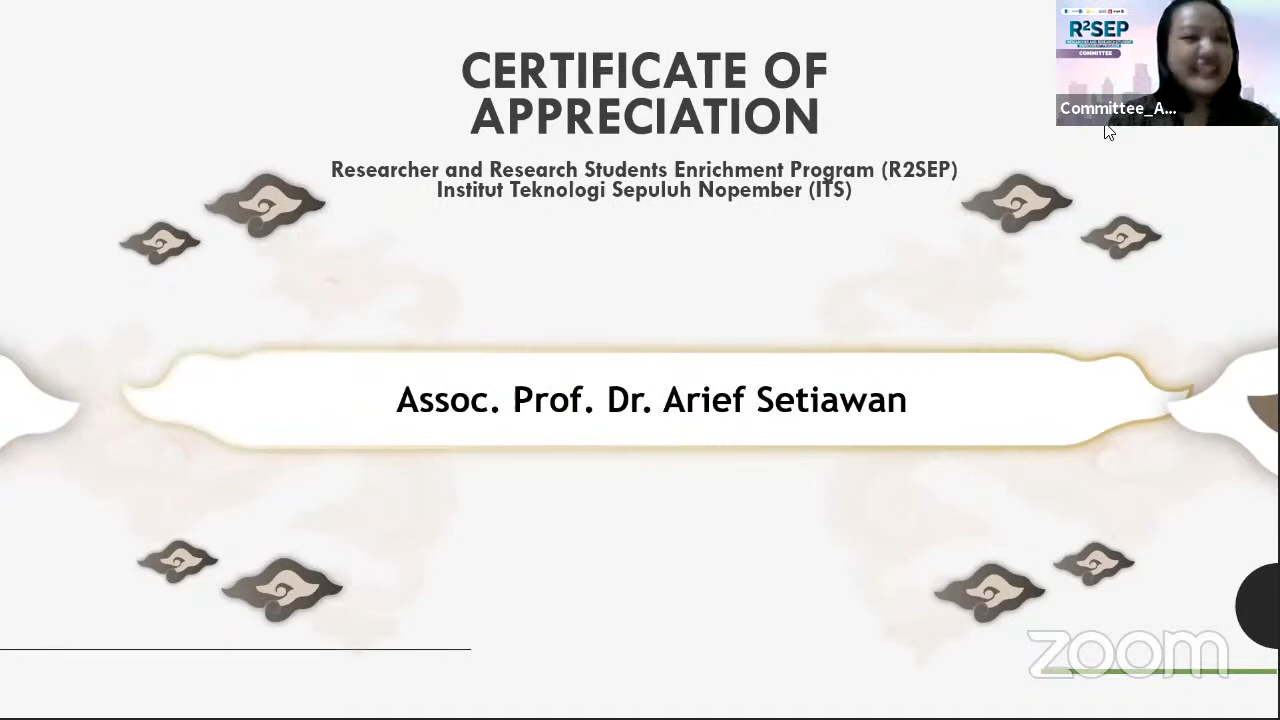 CERTIFICATE OF
APPRECIATION
Researcher and Research Students Enrichment Program (R2SEP)
Institut Teknologi Sepuluh Nopember (ITS)
Assoc. Prof. Dr. Arief Setiawan
R²SEP
COMMITTEE
Committee_A...
zoom